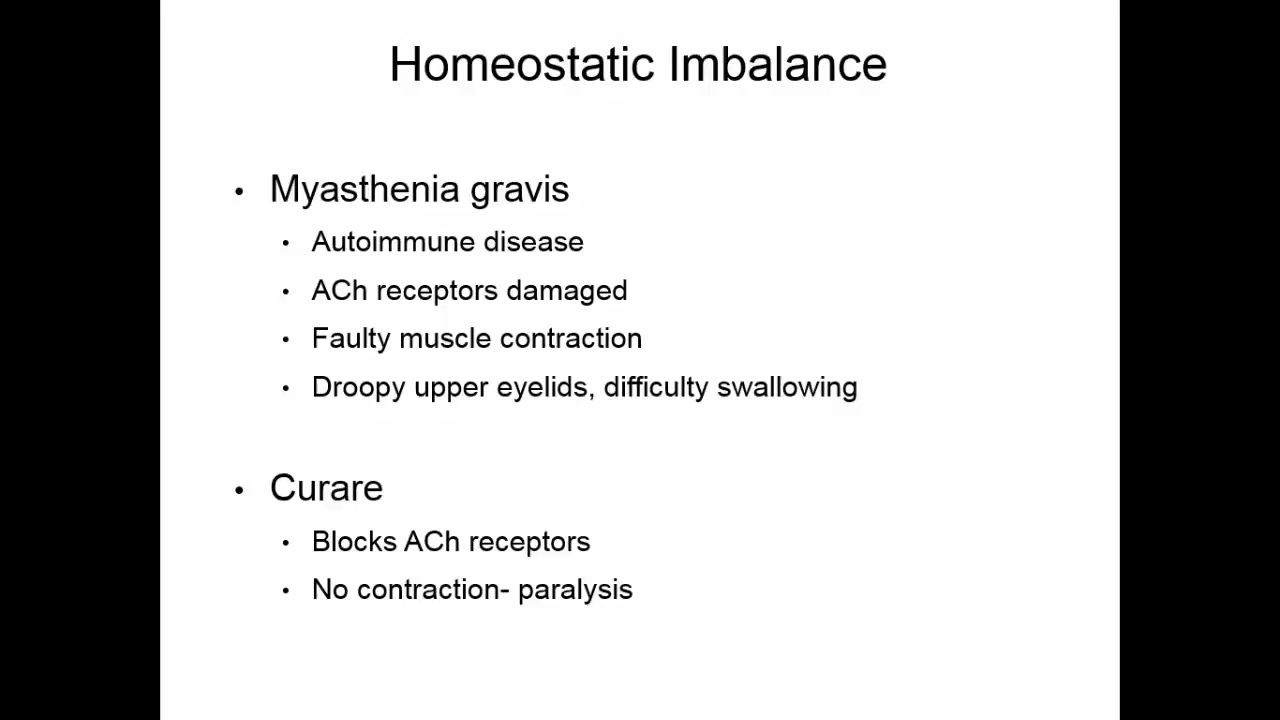 Homeostatic Imbalance
• Myasthenia gravis
• Autoimmune disease
• ACh receptors damaged
• Faulty muscle contraction
• Droopy upper eyelids, difficulty swallowing
• Curare
• Blocks ACh receptors
• No contraction- paralysis